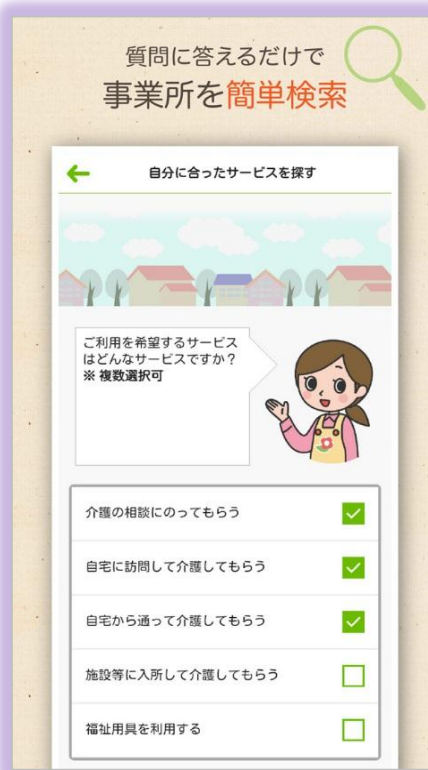 質問に答えるだけで
事業所を簡単検索
自分に合ったサービスを探す
ご利用を希望するサービス
はどんなサービスですか？
※ 複数選択可
介護の相談にのってもらう
自宅に訪問して介護してもらう
自宅から通って介護してもらう
施設等に入所して介護してもらう
福祉用具を利用する